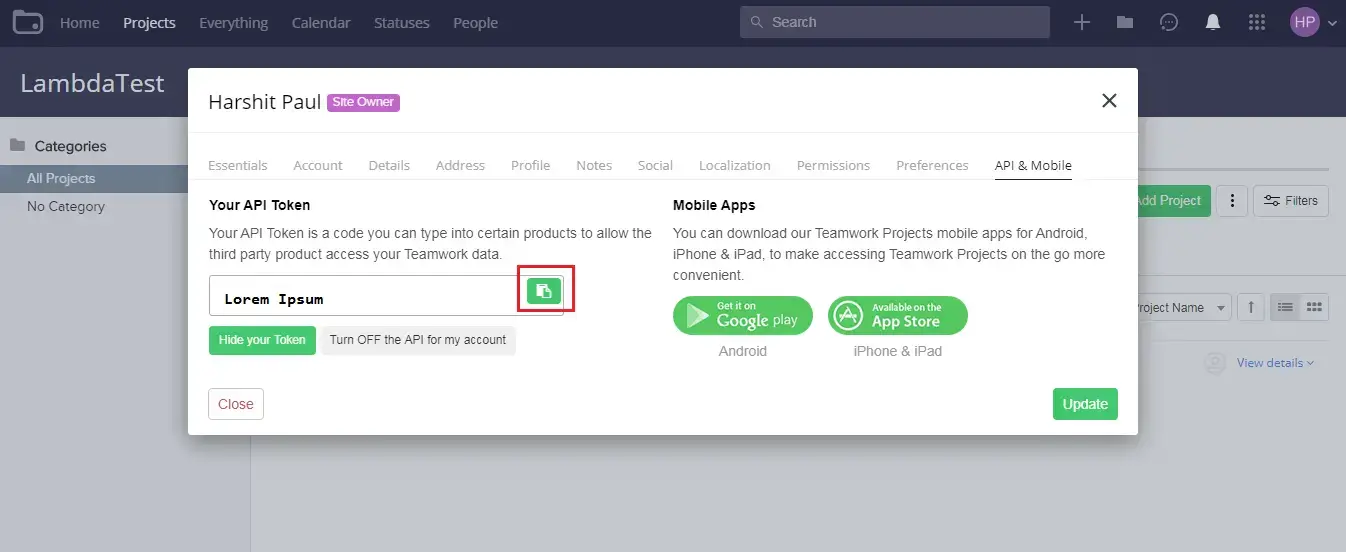 Home Projects Everything Calendar Statuses People Search HP
LambdaTest
Harshit Paul Site Owner
Categories
All Projects
No Category
Essentials Account Details Address Profile Notes Social Localization Permissions Preferences API & Mobile
Your API Token
Your API Token is a code you can type into certain products to allow the
third party product access your Teamwork data.
Lorem Ipsum
Hide your Token Turn OFF the API for my account
Mobile Apps
You can download our Teamwork Projects mobile apps for Android,
iPhone & iPad, to make accessing Teamwork Projects on the go more
convenient.
Get it on
Google play
Android
Available on the
App Store
iPhone & iPad
Close Update
dd Project Filters
roject Name
View details